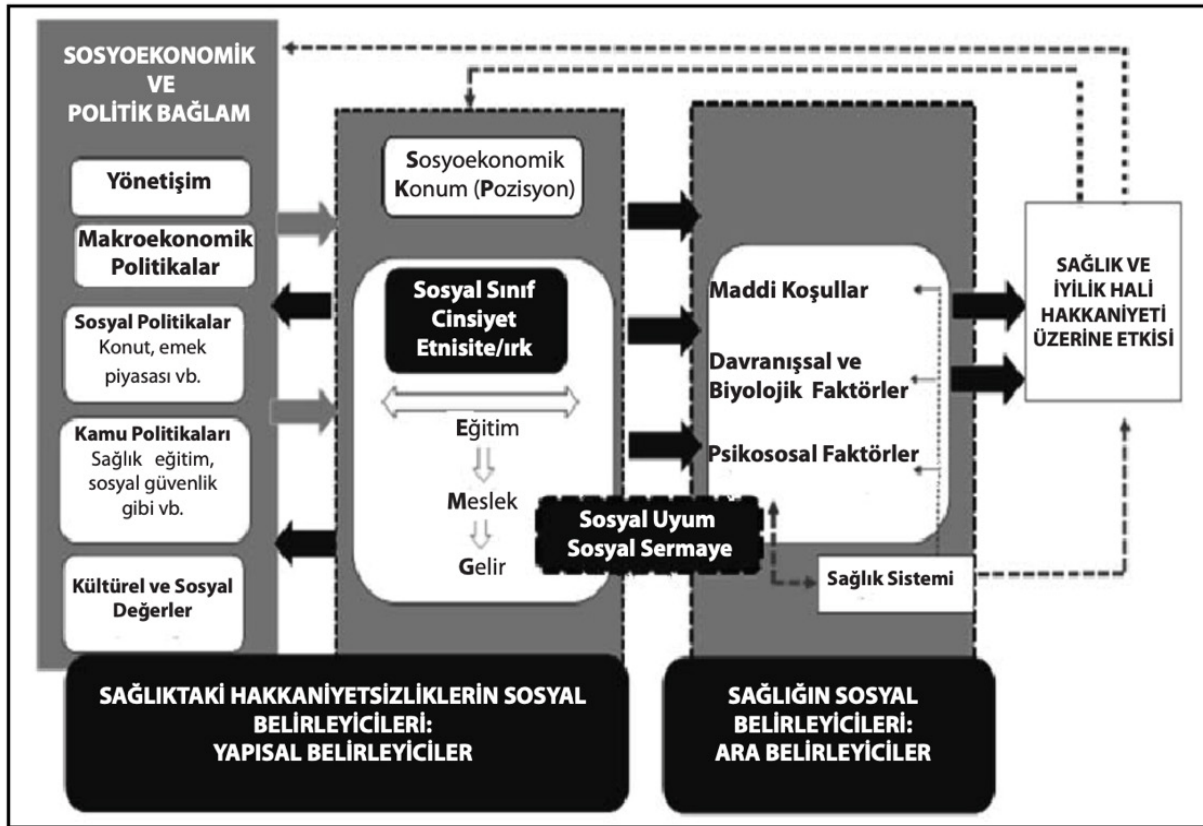 SOSYOEKONOMİK
VE
POLİTİK BAĞLAM
Yönetişim
Makroekonomik
Politikalar
Sosyal Politikalar
Konut, emek
piyasası vb.
Kamu Politikaları
Sağlık eğitim,
sosyal güvenlik
gibi vb.
Kültürel ve Sosyal
Değerler
Sosyoekonomik
Konum (Pozisyon)
Sosyal Sınıf
Cinsiyet
Etnisite/ırk
Eğitim
Meslek
Gelir
Sosyal Uyum
Sosyal Sermaye
Maddi Koşullar
Davranışsal ve
Biyolojik Faktörler
Psikososal Faktörler
Sağlık Sistemi
SAĞLIK VE
İYİLİK HALİ
HAKKANİYETİ
ÜZERİNE ETKİSİ
SAĞLIKTAKİ HAKKANİYETSİZLİKLERİN SOSYAL
BELİRLEYİCİLERİ:
YAPISAL BELİRLEYİCİLER
SAĞLIĞIN SOSYAL
BELİRLEYİCİLERİ:
ARA BELİRLEYİCİLER